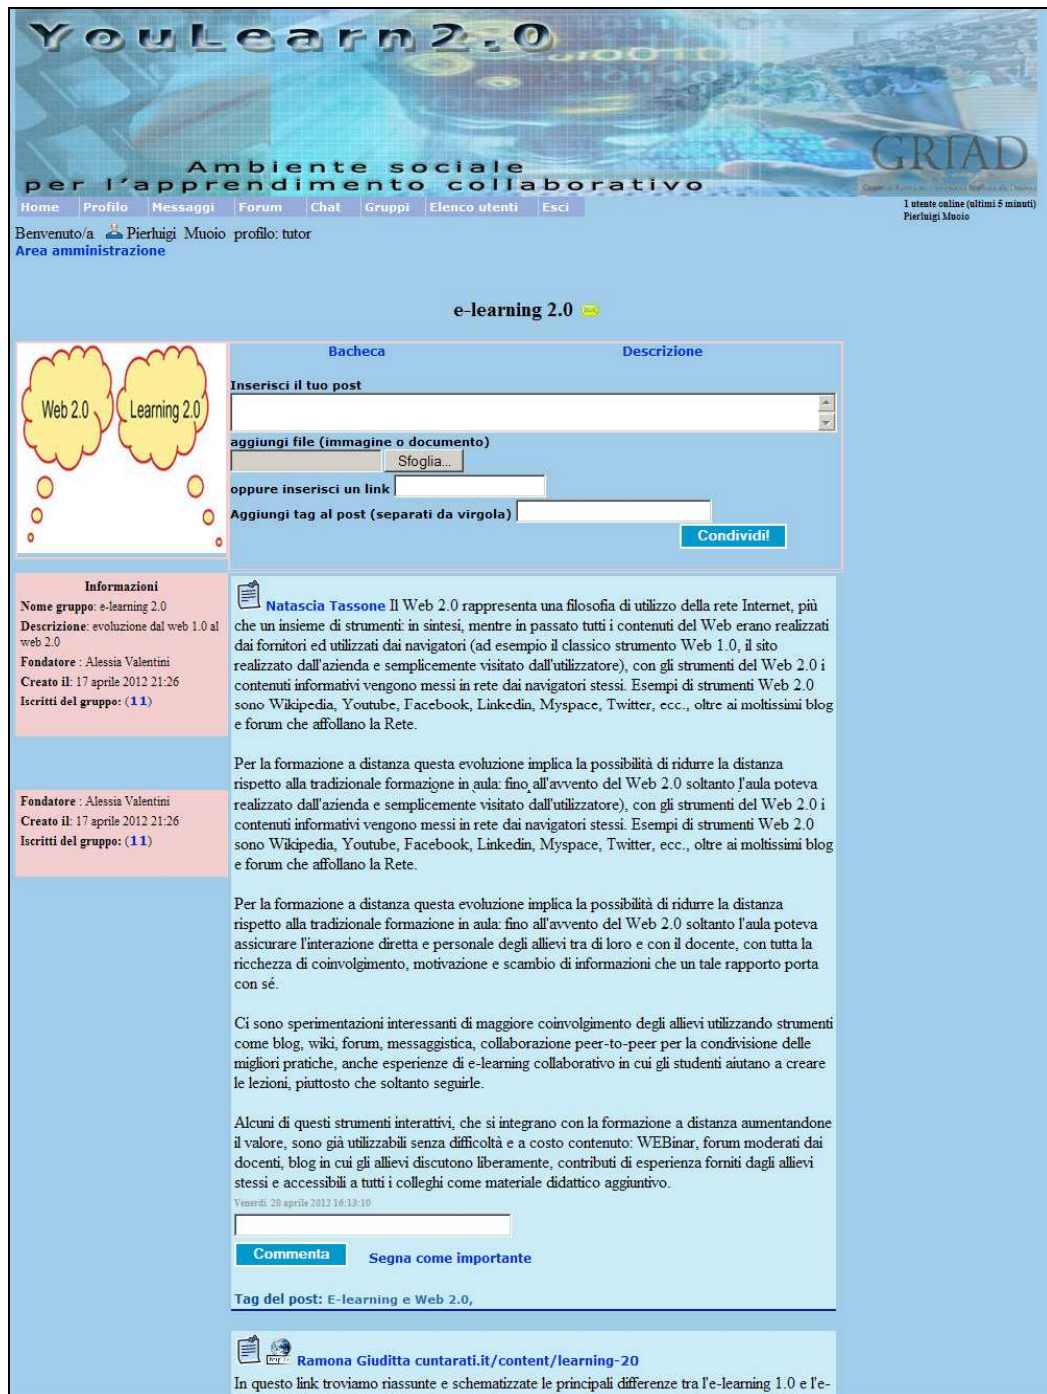 YouLearn2.0
Ambiente sociale
per l'apprendimento collaborativo
GRIAD
Home Profilo Messaggi Forum Chat Gruppi Elenco utenti Esci
1 utente online (ultimi 5 minuti)
Pierluigi Muoio
Benvenuto/a Pierluigi Muoio profilo: tutor
Area amministrazione
e-learning 2.0
Web 2.0
Learning 2.0
Bacheca Descrizione
Inserisci il tuo post
aggiungi file (immagine o documento)
Sfoglia...
oppure inserisci un link
Aggiungi tag al post (separati da virgola)
Condividi!
Informazioni
Nome gruppo: e-learning 2.0
Descrizione: evoluzione dal web 1.0 al
web 2.0
Fondatore : Alessia Valentini
Creato il: 17 aprile 2012 21:26
Iscritti del gruppo: (11)
Fondatore : Alessia Valentini
Creato il: 17 aprile 2012 21:26
Iscritti del gruppo: (11)
Natascia Tassone Il Web 2.0 rappresenta una filosofia di utilizzo della rete Internet, più
che un insieme di strumenti: in sintesi, mentre in passato tutti i contenuti del Web erano realizzati
dai fornitori ed utilizzati dai navigatori (ad esempio il classico strumento Web 1.0, il sito
realizzato dall'azienda e semplicemente visitato dall'utilizzatore), con gli strumenti del Web 2.0 i
contenuti informativi vengono messi in rete dai navigatori stessi. Esempi di strumenti Web 2.0
sono Wikipedia, Youtube, Facebook, Linkedin, Myspace, Twitter, ecc., oltre ai moltissimi blog
e forum che affollano la Rete.
Per la formazione a distanza questa evoluzione implica la possibilità di ridurre la distanza
rispetto alla tradizionale formazione in aula: fino all'avvento del Web 2.0 soltanto l'aula poteva
realizzato dall'azienda e semplicemente visitato dall'utilizzatore), con gli strumenti del Web 2.0 i
contenuti informativi vengono messi in rete dai navigatori stessi. Esempi di strumenti Web 2.0
sono Wikipedia, Youtube, Facebook, Linkedin, Myspace, Twitter, ecc., oltre ai moltissimi blog
e forum che affollano la Rete.
Per la formazione a distanza questa evoluzione implica la possibilità di ridurre la distanza
rispetto alla tradizionale formazione in aula: fino all'avvento del Web 2.0 soltanto l'aula poteva
assicurare l'interazione diretta e personale degli allievi tra di loro e con il docente, con tutta la
ricchezza di coinvolgimento, motivazione e scambio di informazioni che un tale rapporto porta
con sé.
Ci sono sperimentazioni interessanti di maggiore coinvolgimento degli allievi utilizzando strumenti
come blog, wiki, forum, messaggistica, collaborazione peer-to-peer per la condivisione delle
migliori pratiche, anche esperienze di e-learning collaborativo in cui gli studenti aiutano a creare
le lezioni, piuttosto che soltanto seguirle.
Alcuni di questi strumenti interattivi, che si integrano con la formazione a distanza aumentandone
il valore, sono già utilizzabili senza difficoltà e a costo contenuto: WEBinar, forum moderati dai
docenti, blog in cui gli allievi discutono liberamente, contributi di esperienza forniti dagli allievi
stessi e accessibili a tutti i colleghi come materiale didattico aggiuntivo.
Venerdì 20 aprile 2012 16:13:10
Commenta Segna come importante
Tag del post: E-learning e Web 2.0,
Ramona Giuditta cuntarati.it/content/learning-20
In questo link troviamo riassunte e schematizzate le principali differenze tra l'e-learning 1.0 e l'e-